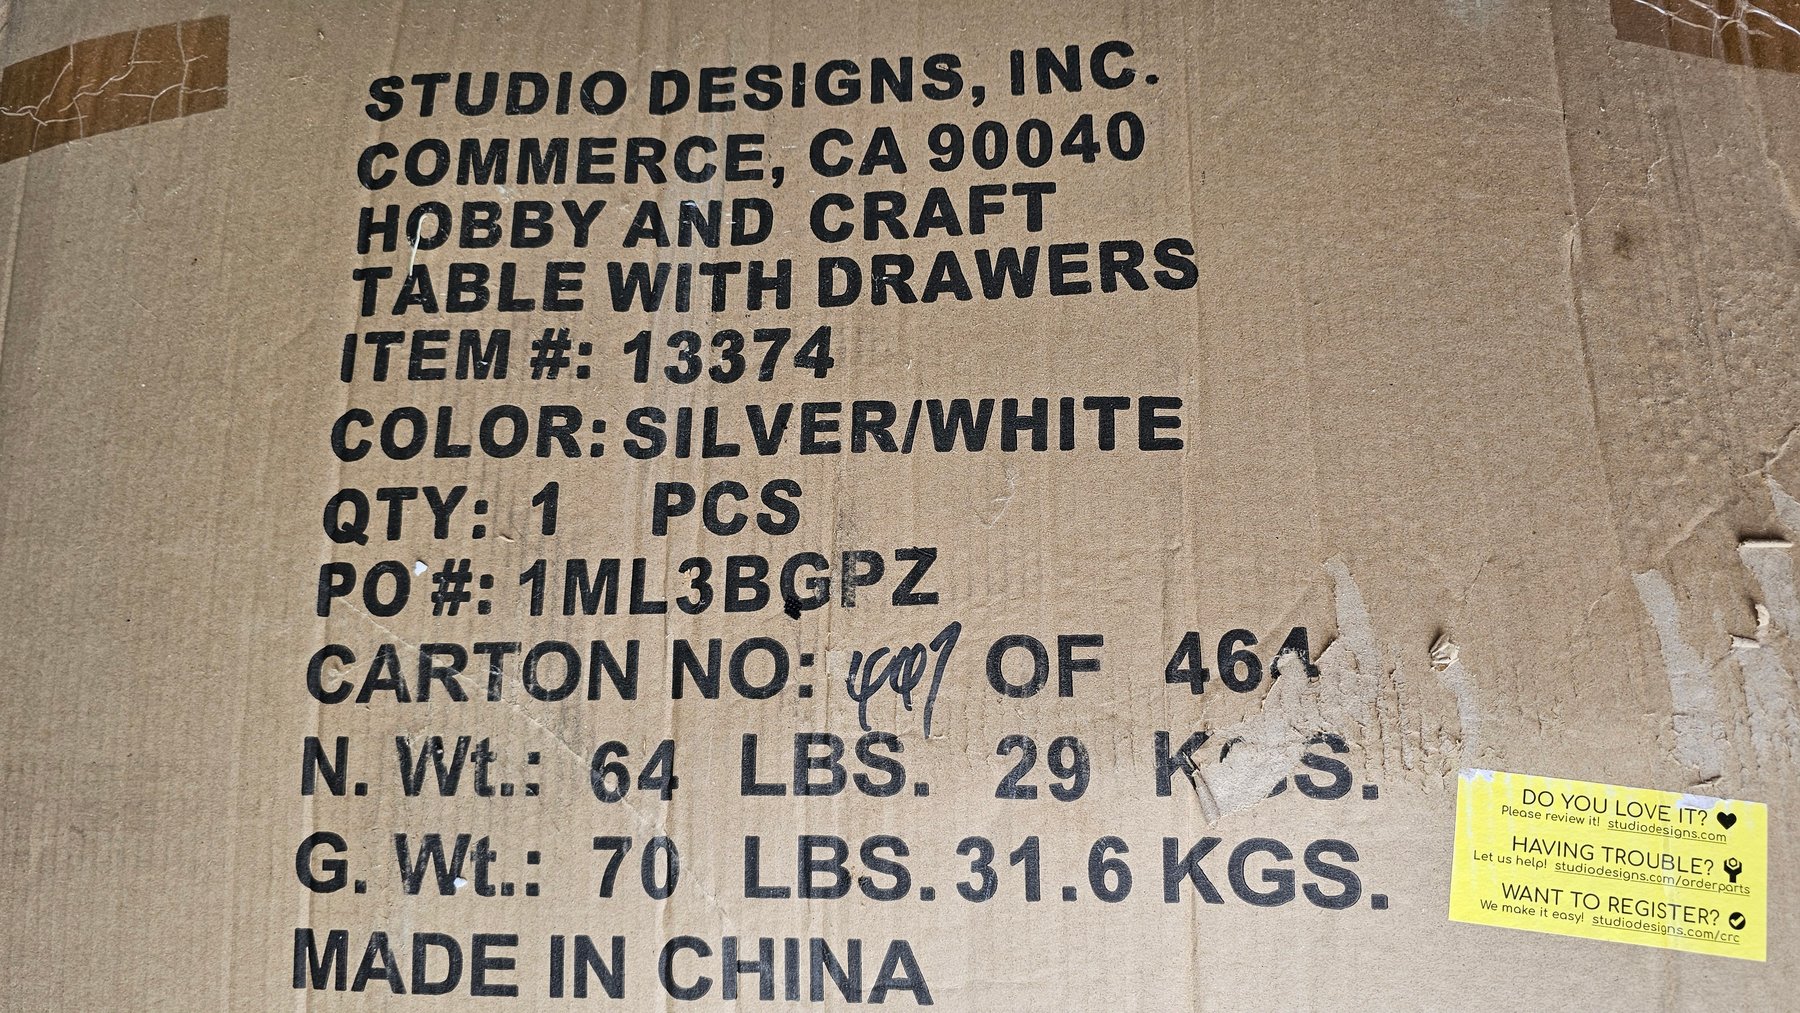 STUDIO DESIGNS, INC.
COMMERCE, CA 90040
HOBBY AND CRAFT
TABLE WITH DRAWERS
ITEM #: 13374
COLOR: SILVER/WHITE
QTY: 1 PCS
PO #: 1ML3BGPZ
CARTON NO: OF 464
N. Wt.: 64 LBS. 29 KGS.
G. Wt.: 70 LBS. 31.6 KGS.
MADE IN CHINA
DO YOU LOVE IT?
Please review it! studiodesigns.com
HAVING TROUBLE?
Let us help! studiodesigns.com/orderparts
WANT TO REGISTER?
We make it easy! studiodesigns.com/crc